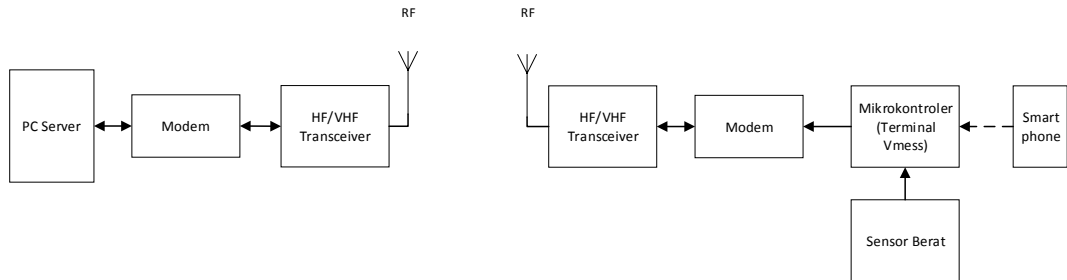 RF
RF
PC Server
Modem
HF/VHF
Transceiver
HF/VHF
Transceiver
Modem
Mikrokontroler
(Terminal
Vmess)
Smart
phone
Sensor Berat